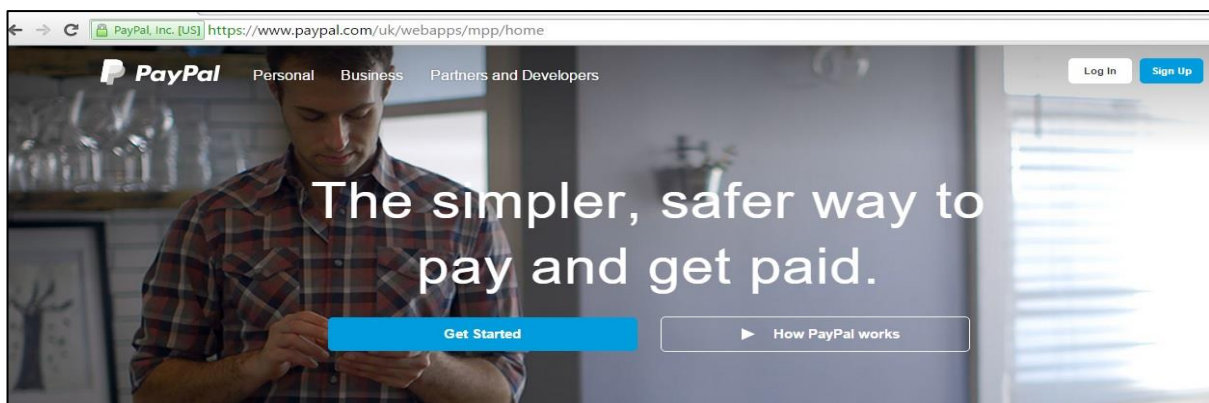 PayPal, Inc. [US] https://www.paypal.com/uk/webapps/mpp/home
PayPal Personal Business Partners and Developers Log In Sign Up
The simpler, safer way to
pay and get paid.
Get Started How PayPal works